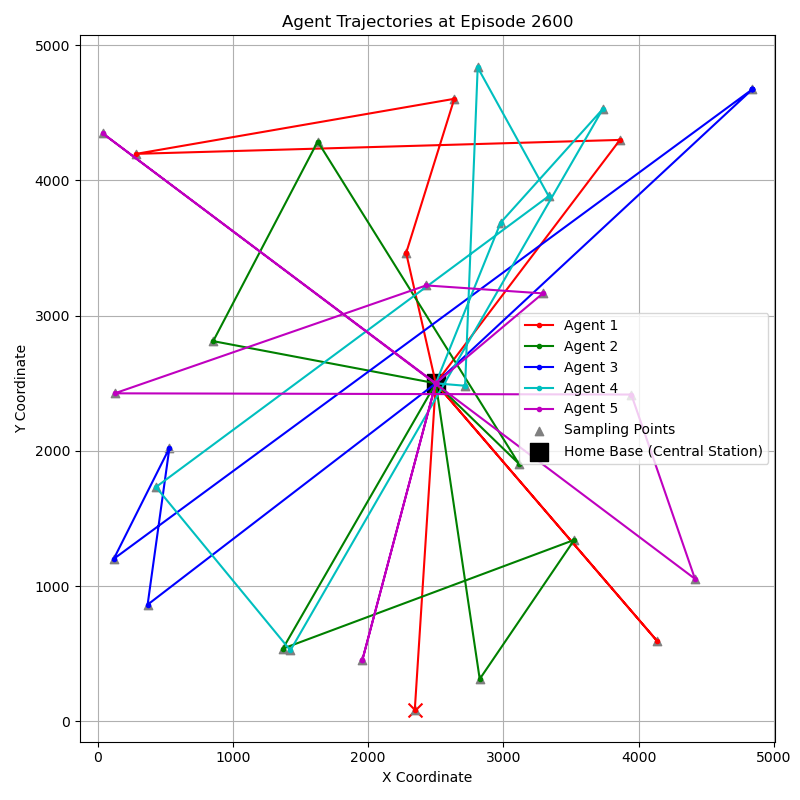 Agent Trajectories at Episode 2600
Y Coordinate
5000
4000
3000
2000
1000
0
Agent 1
Agent 2
Agent 3
Agent 4
Agent 5
Sampling Points
Home Base (Central Station)
0 1000 2000 3000 4000 5000
X Coordinate